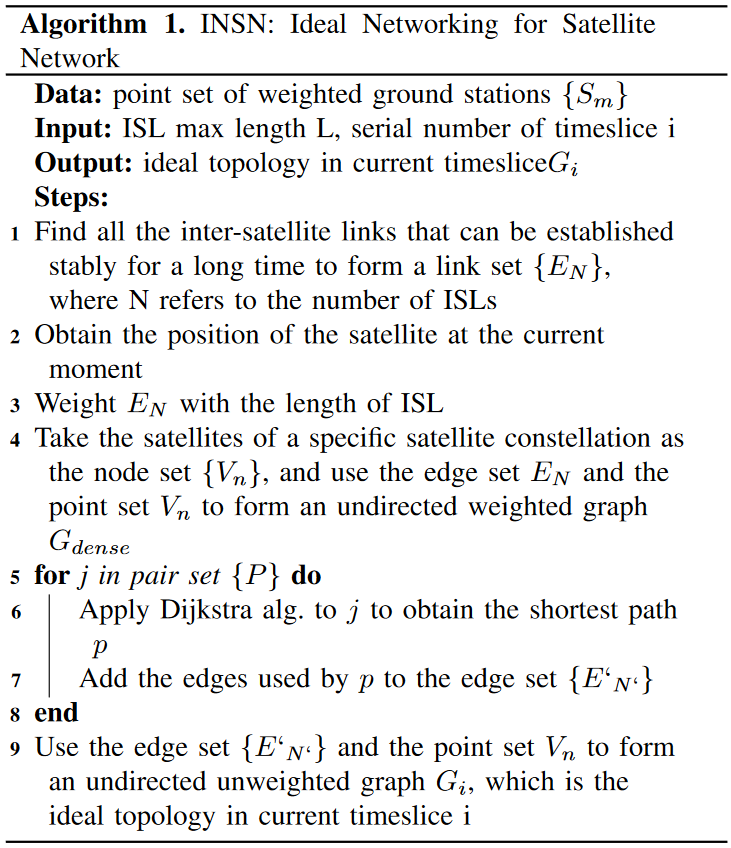 Algorithm 1. INSN: Ideal Networking for Satellite
Network
Data: point set of weighted ground stations {S_m}
Input: ISL max length L, serial number of timeslice i
Output: ideal topology in current timesliceG_i
Steps:
1 Find all the inter-satellite links that can be established
stably for a long time to form a link set {E_N},
where N refers to the number of ISLs
2 Obtain the position of the satellite at the current
moment
3 Weight E_N with the length of ISL
4 Take the satellites of a specific satellite constellation as
the node set {V_n}, and use the edge set E_N and the
point set V_n to form an undirected weighted graph
G_dense
5 for j in pair set {P} do
6 Apply Dijkstra alg. to j to obtain the shortest path
p
7 Add the edges used by p to the edge set {E‘_N‘}
8 end
9 Use the edge set {E‘_N‘} and the point set V_n to form
an undirected unweighted graph G_i, which is the
ideal topology in current timeslice i